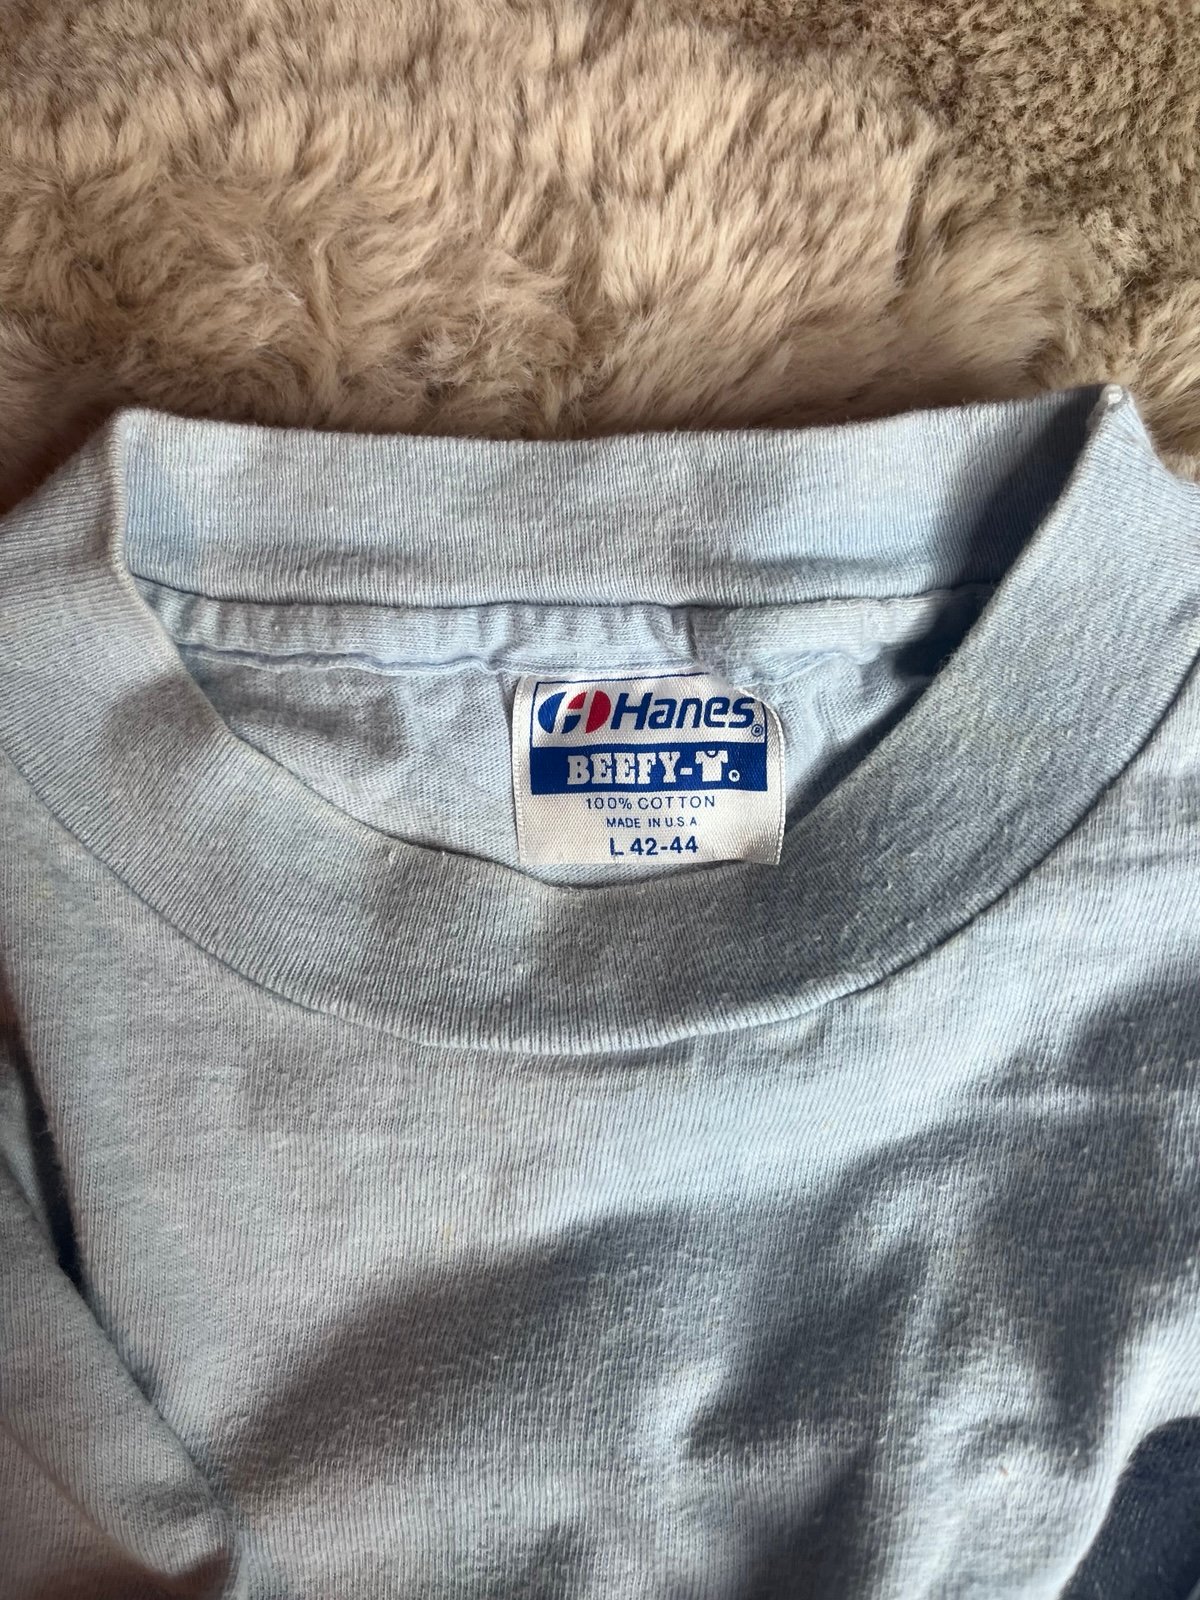 Hanes®
BEEFY-T®
100% COTTON
MADE IN U.S.A
L 42-44